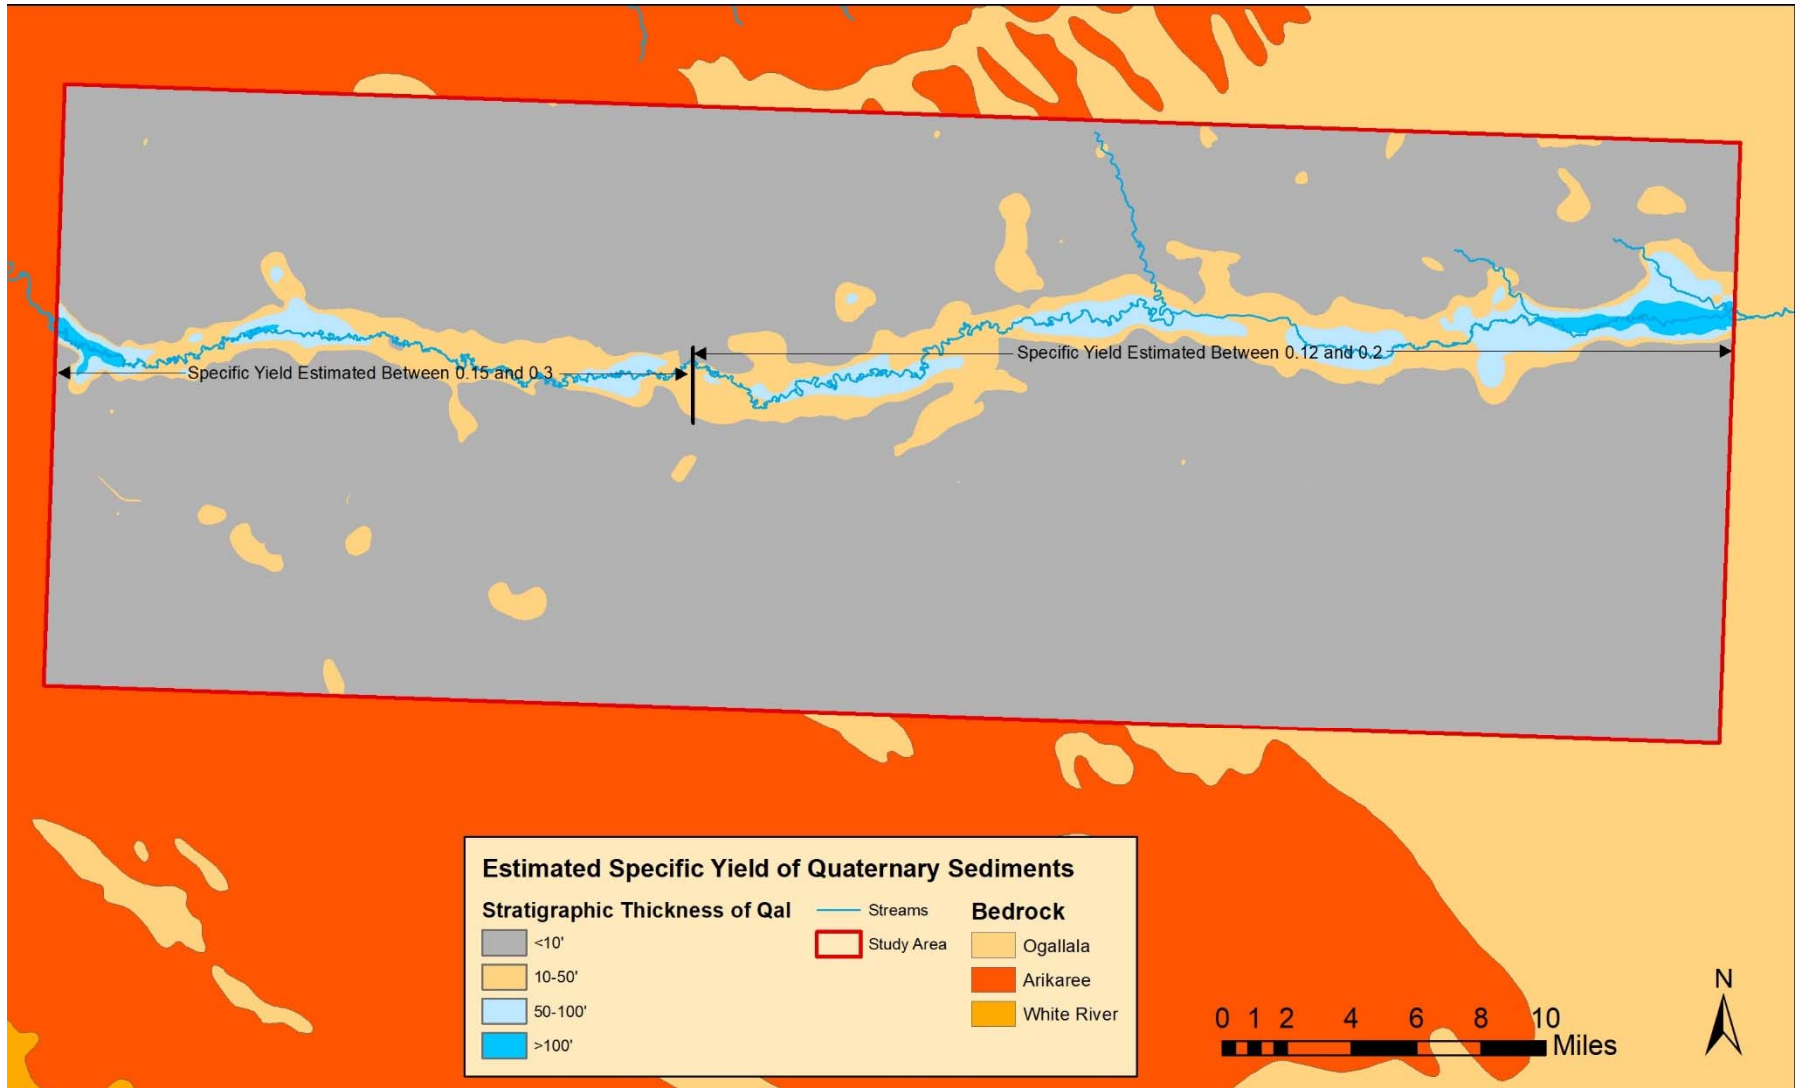 Specific Yield Estimated Between 0.12 and 0.2
Specific Yield Estimated Between 0.15 and 0.3
Estimated Specific Yield of Quaternary Sediments
Stratigraphic Thickness of Qal
<10'
10-50'
50-100'
>100'
Streams
Study Area
Bedrock
Ogallala
Arikaree
White River
0 1 2 4 6 8 10
Miles
N